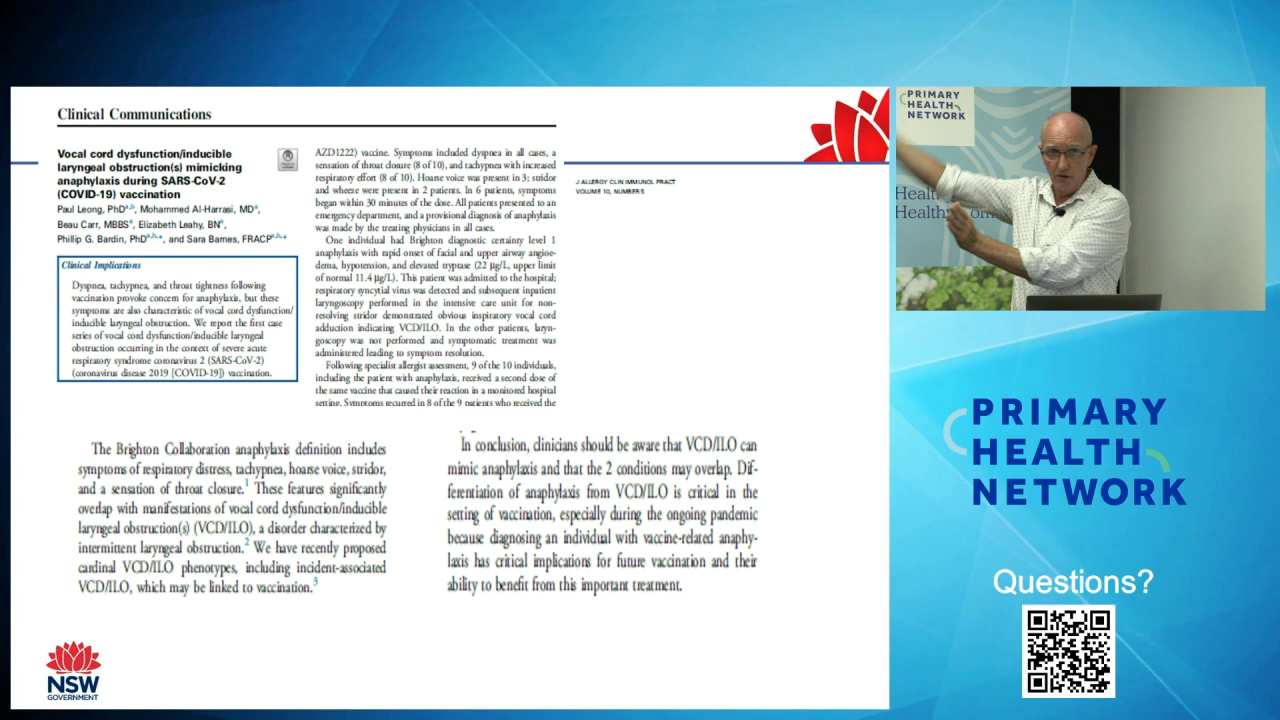 Clinical Communications
Vocal cord dysfunction/inducible
laryngeal obstruction(s) mimicking
anaphylaxis during SARS-CoV-2
(COVID-19) vaccination
Paul Leong, PhDa,b, Mohammed Al-Harrasi, MDa,
Beau Carr, MBBSa, Elizabeth Leahy, BNa,
Phillip G. Bardin, PhDa,b,*, and Sara Barnes, FRACPa,b,*
Clinical Implications
Dyspnea, tachypnea, and throat tightness following
vaccination provoke concern for anaphylaxis, but these
symptoms are also characteristic of vocal cord dysfunction/
inducible laryngeal obstruction. We report the first case
series of vocal cord dysfunction/inducible laryngeal
obstruction occurring in the context of severe acute
respiratory syndrome coronavirus 2 (SARS-CoV-2)
(coronavirus disease 2019 [COVID-19]) vaccination.
AZD1222) vaccine. Symptoms included dyspnea in all cases, a
sensation of throat closure (8 of 10), and tachypnea with increased
respiratory effort (8 of 10). Hoarse voice was present in 3; stridor
and wheeze were present in 2 patients. In 6 patients, symptoms
began within 30 minutes of the dose. All patients presented to an
emergency department, and a provisional diagnosis of anaphylaxis
was made by the treating physicians in all cases.
One individual had Brighton diagnostic certainty level 1
anaphylaxis with rapid onset of facial and upper airway angioe-
dema, hypotension, and elevated tryptase (22 μg/L, upper limit
of normal 11.4 μg/L). This patient was admitted to the hospital;
respiratory syncytial virus was detected and subsequent inpatient
laryngoscopy performed in the intensive care unit for non-
resolving stridor demonstrated obvious inspiratory vocal cord
adduction indicating VCD/ILO. In the other patients, laryn-
goscopy was not performed and symptomatic treatment was
administered leading to symptom resolution.
Following specialist allergist assessment, 9 of the 10 individuals,
including the patient with anaphylaxis, received a second dose of
the same vaccine that caused their reaction in a monitored hospital
setting. Symptoms recurred in 8 of the 9 patients who received the
J ALLERGY CLIN IMMUNOL PRACT
VOLUME 10, NUMBER 6
The Brighton Collaboration anaphylaxis definition includes
symptoms of respiratory distress, tachypnea, hoarse voice, stridor,
and a sensation of throat closure.1 These features significantly
overlap with manifestations of vocal cord dysfunction/inducible
laryngeal obstruction(s) (VCD/ILO), a disorder characterized by
intermittent laryngeal obstruction.2 We have recently proposed
cardinal VCD/ILO phenotypes, including incident-associated
VCD/ILO, which may be linked to vaccination.3
In conclusion, clinicians should be aware that VCD/ILO can
mimic anaphylaxis and that the 2 conditions may overlap. Dif-
ferentiation of anaphylaxis from VCD/ILO is critical in the
setting of vaccination, especially during the ongoing pandemic
because diagnosing an individual with vaccine-related anaphy-
laxis has critical implications for future vaccination and their
ability to benefit from this important treatment.
NSW
GOVERNMENT
PRIMARY
HEALTH
NETWORK
Healt
Health
PRIMARY
HEALTH
NETWORK
Questions?